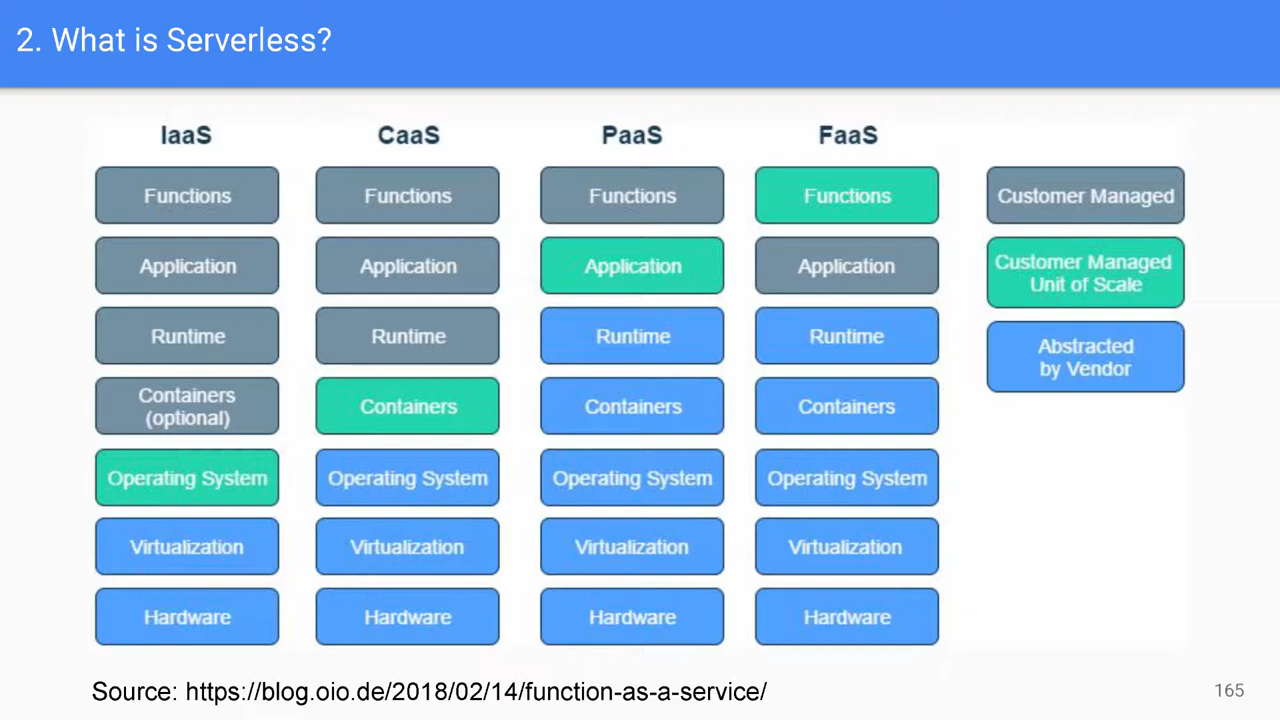 2. What is Serverless?
IaaS CaaS PaaS FaaS
Functions Functions Functions Functions Customer Managed
Application Application Application Application Customer Managed
Unit of Scale
Runtime Runtime Runtime Runtime Abstracted
by Vendor
Containers
(optional) Containers Containers Containers
Operating System Operating System Operating System Operating System
Virtualization Virtualization Virtualization Virtualization
Hardware Hardware Hardware Hardware
Source: https://blog.oio.de/2018/02/14/function-as-a-service/
165